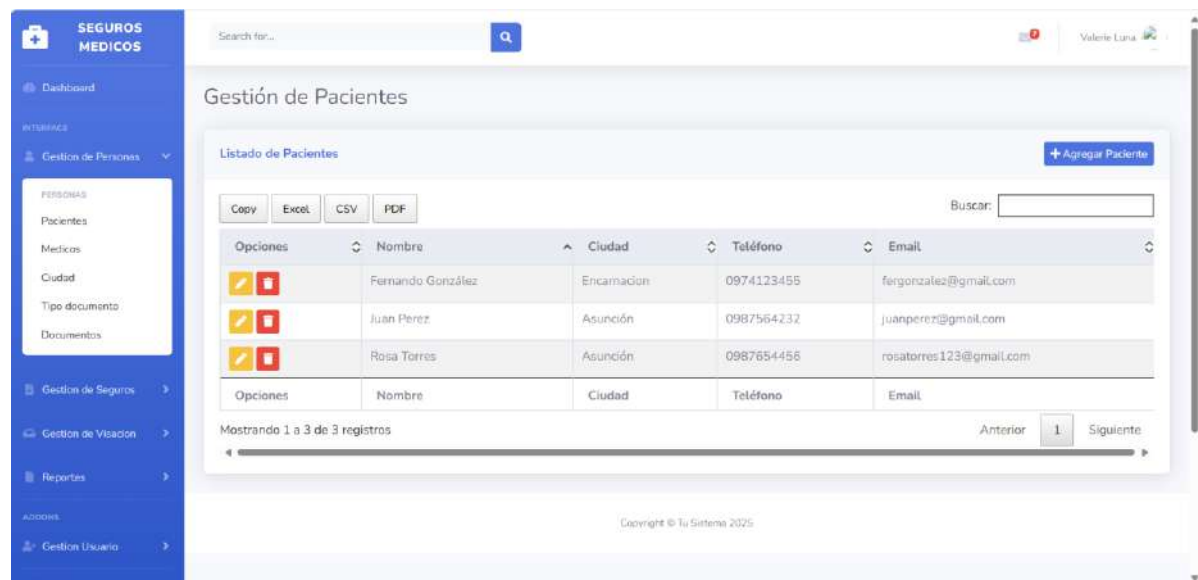 SEGUROS
MEDICOS
Search for...
Valerie Luna
Dashboard
Gestión de Pacientes
INTERFACE
Gestion de Personas
Listado de Pacientes
Agregar Paciente
PERSONAS
Pacientes
Medicos
Ciudad
Tipo documento
Documentos
Copy Excel CSV PDF
Buscar:
Opciones Nombre Ciudad Teléfono Email
Fernando González Encarnacion 0974123455 fergonzalez@gmail.com
Juan Perez Asunción 0987564232 juanperez@gmail.com
Rosa Torres Asunción 0987654456 rosatorres123@gmail.com
Opciones Nombre Ciudad Teléfono Email
Mostrando 1 a 3 de 3 registros
Anterior 1 Siguiente
Gestion de Seguros
Gestion de Visacion
Reportes
ADDONS
Gestion Usuario
Copyright © Tu Sistema 2025